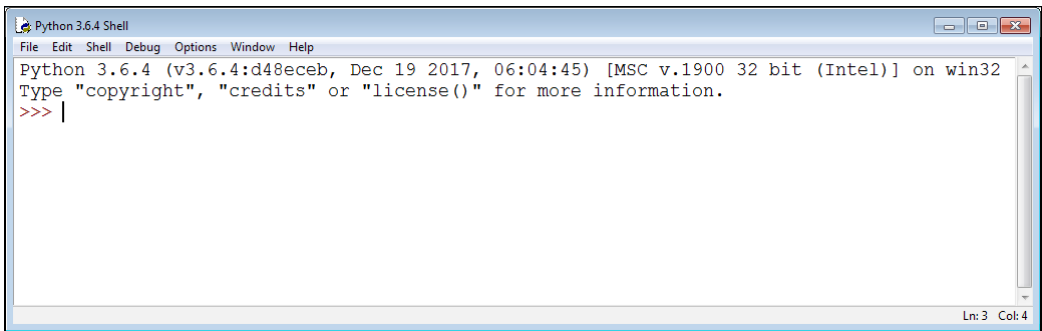 Python 3.6.4 Shell
File Edit Shell Debug Options Window Help
Python 3.6.4 (v3.6.4:d48eceb, Dec 19 2017, 06:04:45) [MSC v.1900 32 bit (Intel)] on win32
Type "copyright", "credits" or "license()" for more information.
>>>
Ln: 3 Col: 4